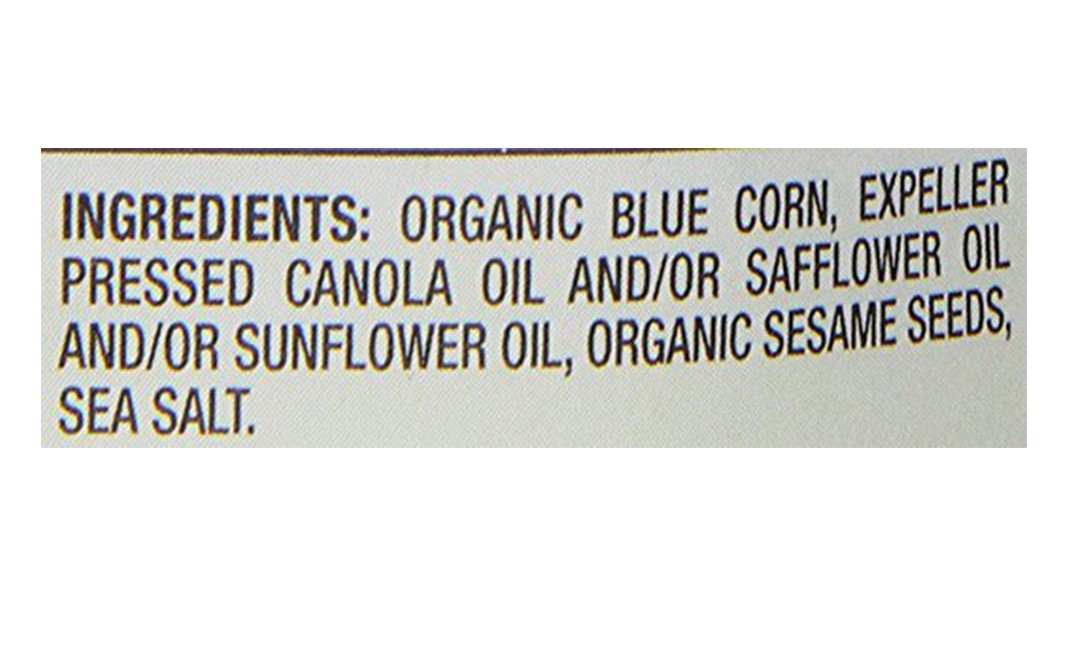 INGREDIENTS: ORGANIC BLUE CORN, EXPELLER
PRESSED CANOLA OIL AND/OR SAFFLOWER OIL
AND/OR SUNFLOWER OIL, ORGANIC SESAME SEEDS,
SEA SALT.